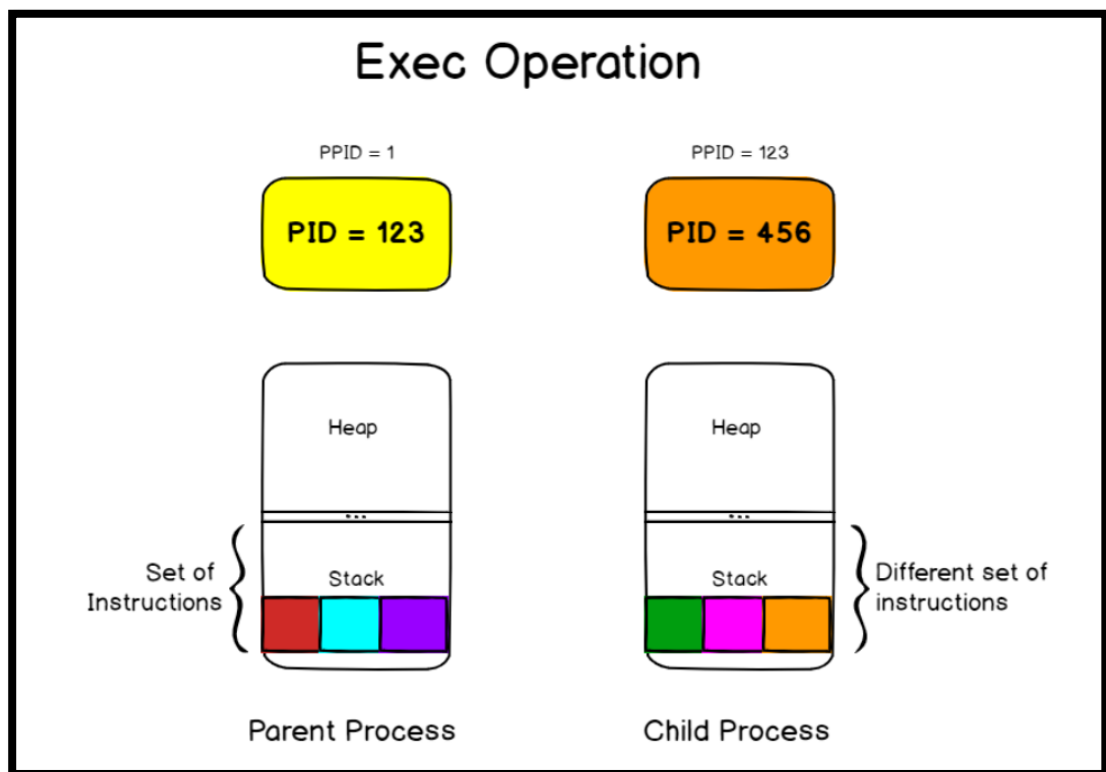 Exec Operation
PPID = 1
PPID = 123
PID = 123
PID = 456
Heap
Heap
...
...
Set of
Instructions
Stack
Stack
Different set of
instructions
Parent Process
Child Process